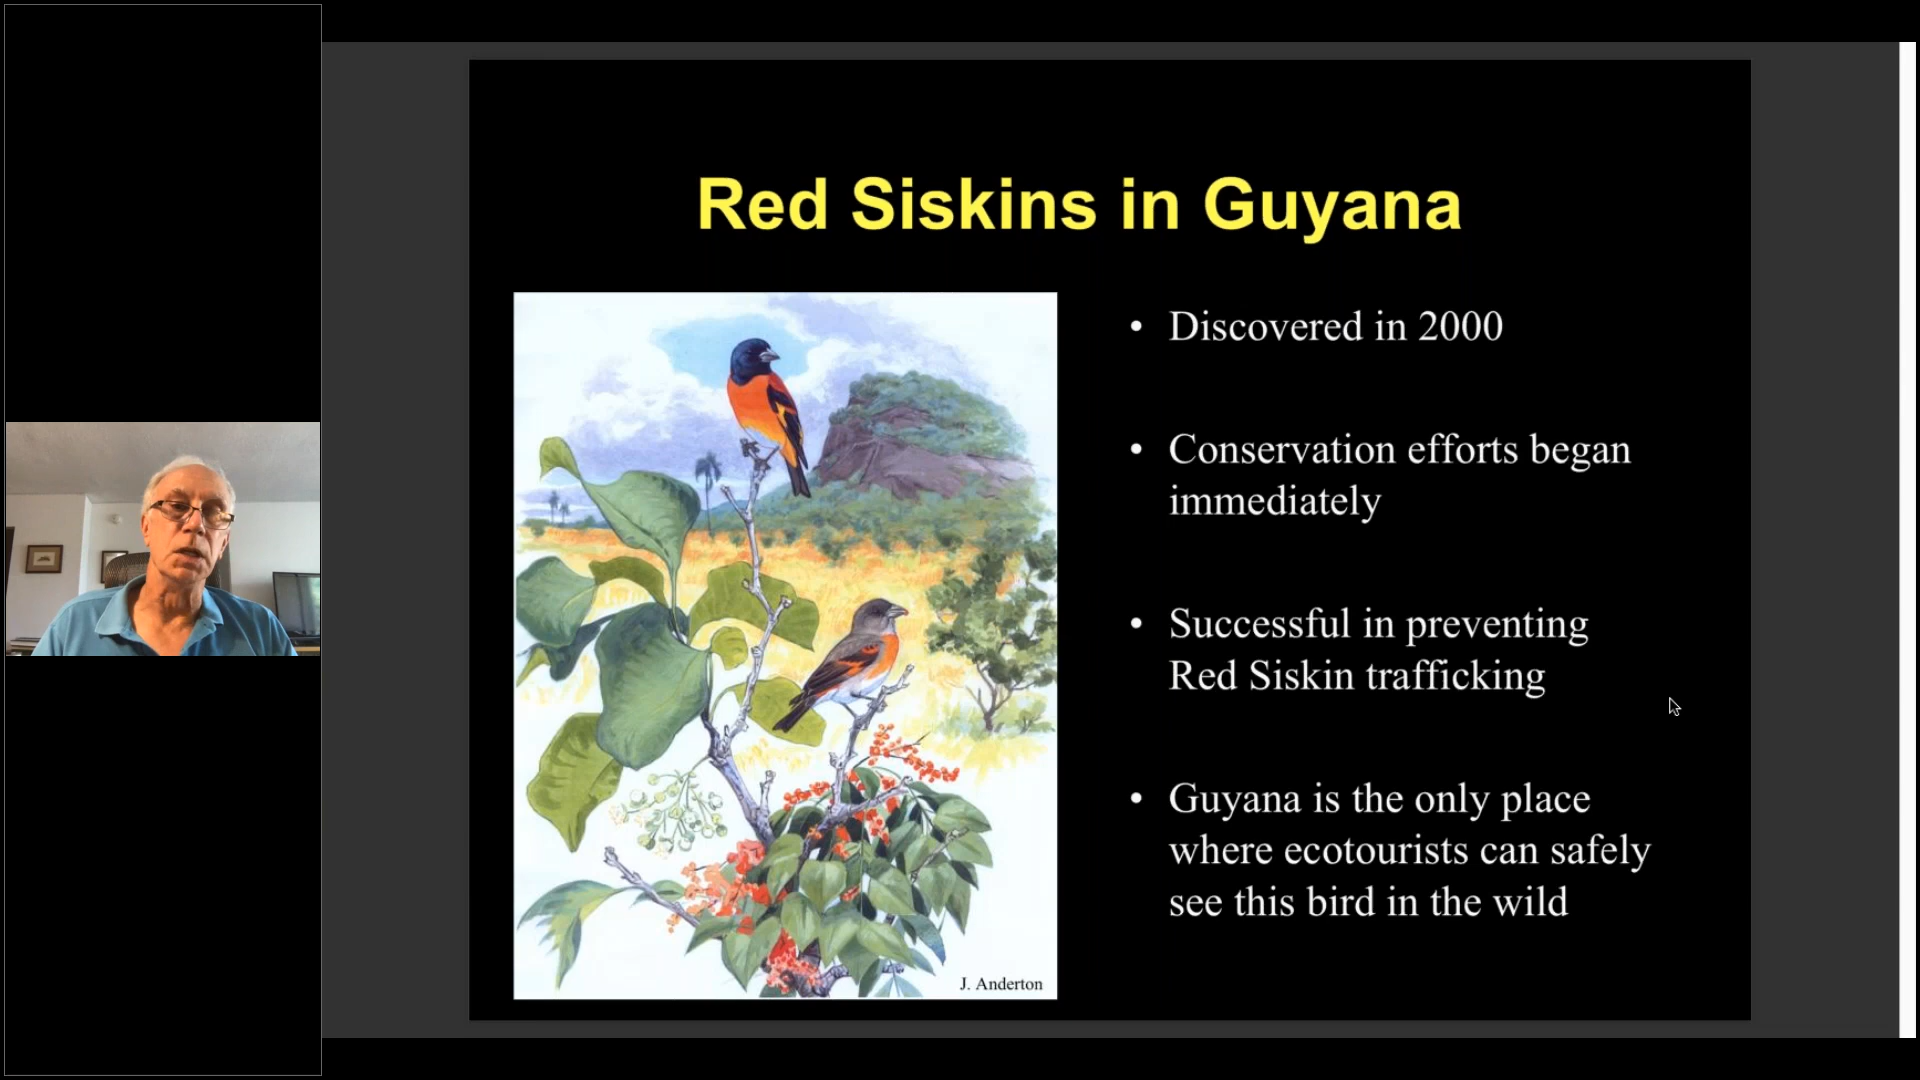 Red Siskins in Guyana
• Discovered in 2000
• Conservation efforts began
immediately
• Successful in preventing
Red Siskin trafficking
• Guyana is the only place
where ecotourists can safely
see this bird in the wild
J. Anderton